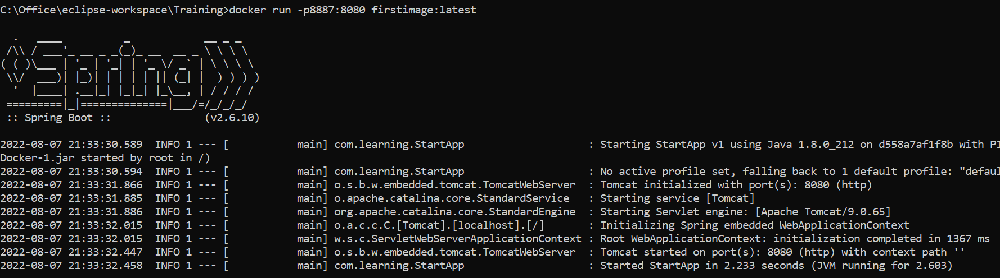 C:\Office\eclipse-workspace\Training>docker run -p8887:8080 firstimage:latest
  .   ____          _            __ _ _
 /\\ / ___'_ __ _ _(_)_ __  __ _ \ \ \ \
( ( )\___ | '_ | '_| | '_ \/ _` | \ \ \ \
 \\/  ___)| |_)| | | | | || (_| |  ) ) ) )
  '  |____| .__|_| |_|_| |_\__, | / / / /
 =========|_|==============|___/=/_/_/_/
 :: Spring Boot ::               (v2.6.10)
2022-08-07 21:33:30.589  INFO 1 --- [           main] com.learning.StartApp                    : Starting StartApp v1 using Java 1.8.0_212 on d558a7af1f8b with PI
Docker-1.jar started by root in /)
2022-08-07 21:33:30.594  INFO 1 --- [           main] com.learning.StartApp                    : No active profile set, falling back to 1 default profile: "defaul
2022-08-07 21:33:31.866  INFO 1 --- [           main] o.s.b.w.embedded.tomcat.TomcatWebServer  : Tomcat initialized with port(s): 8080 (http)
2022-08-07 21:33:31.885  INFO 1 --- [           main] o.apache.catalina.core.StandardService   : Starting service [Tomcat]
2022-08-07 21:33:31.886  INFO 1 --- [           main] org.apache.catalina.core.StandardEngine  : Starting Servlet engine: [Apache Tomcat/9.0.65]
2022-08-07 21:33:32.015  INFO 1 --- [           main] o.a.c.c.C.[Tomcat].[localhost].[/]       : Initializing Spring embedded WebApplicationContext
2022-08-07 21:33:32.015  INFO 1 --- [           main] w.s.c.ServletWebServerApplicationContext : Root WebApplicationContext: initialization completed in 1367 ms
2022-08-07 21:33:32.447  INFO 1 --- [           main] o.s.b.w.embedded.tomcat.TomcatWebServer  : Tomcat started on port(s): 8080 (http) with context path ''
2022-08-07 21:33:32.458  INFO 1 --- [           main] com.learning.StartApp                    : Started StartApp in 2.233 seconds (JVM running for 2.603)